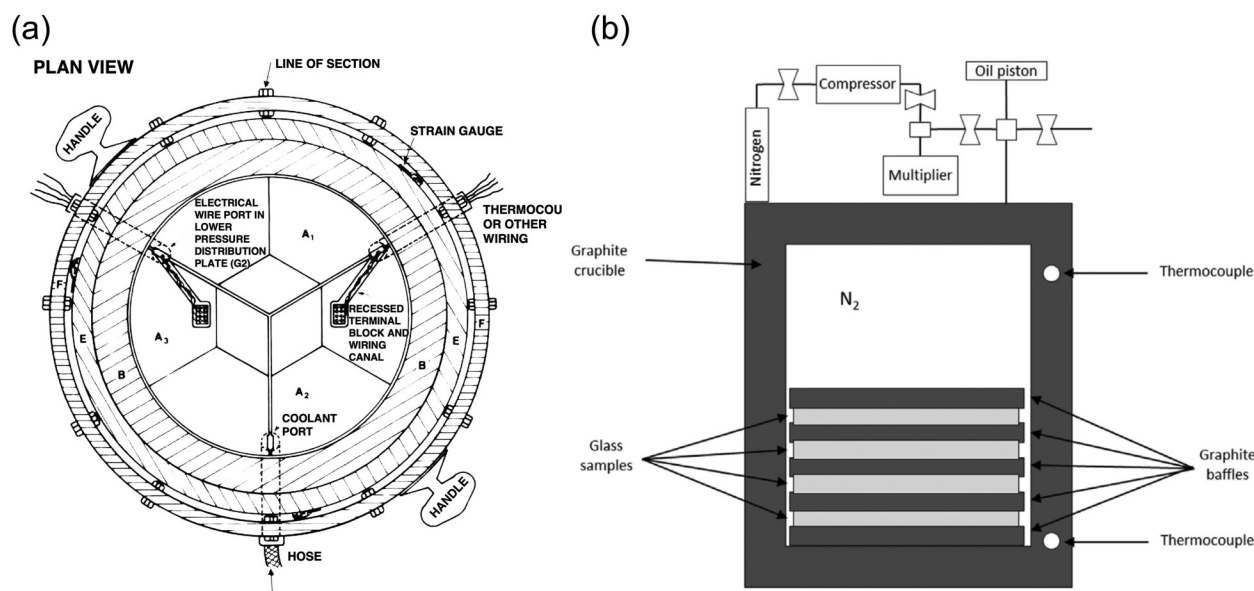 (a)
PLAN VIEW
LINE OF SECTION
HANDLE
STRAIN GAUGE
ELECTRICAL
WIRE PORT IN
LOWER
PRESSURE
DISTRIBUTION
PLATE (G2)
A1
THERMOCOU
OR OTHER
WIRING
F
E
B
A3
RECESSED
TERMINAL
BLOCK AND
WIRING
CANAL
B
E
F
A2
COOLANT
PORT
HANDLE
HOSE
(b)
Oil piston
Compressor
Nitrogen
Multiplier
Graphite
crucible
N2
Thermocouple
Glass
samples
Graphite
baffles
Thermocouple